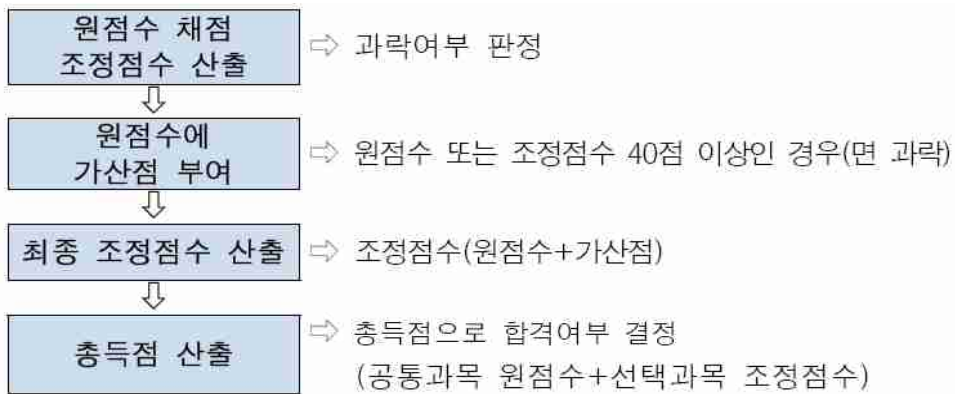 원점수 채점
조정점수 산출
⇨ 과락여부 판정
원점수에
가산점 부여
⇨ 원점수 또는 조정점수 40점 이상인 경우(면 과락)
최종 조정점수 산출
⇨ 조정점수(원점수+가산점)
총득점 산출
⇨ 총득점으로 합격여부 결정
(공통과목 원점수+선택과목 조정점수)